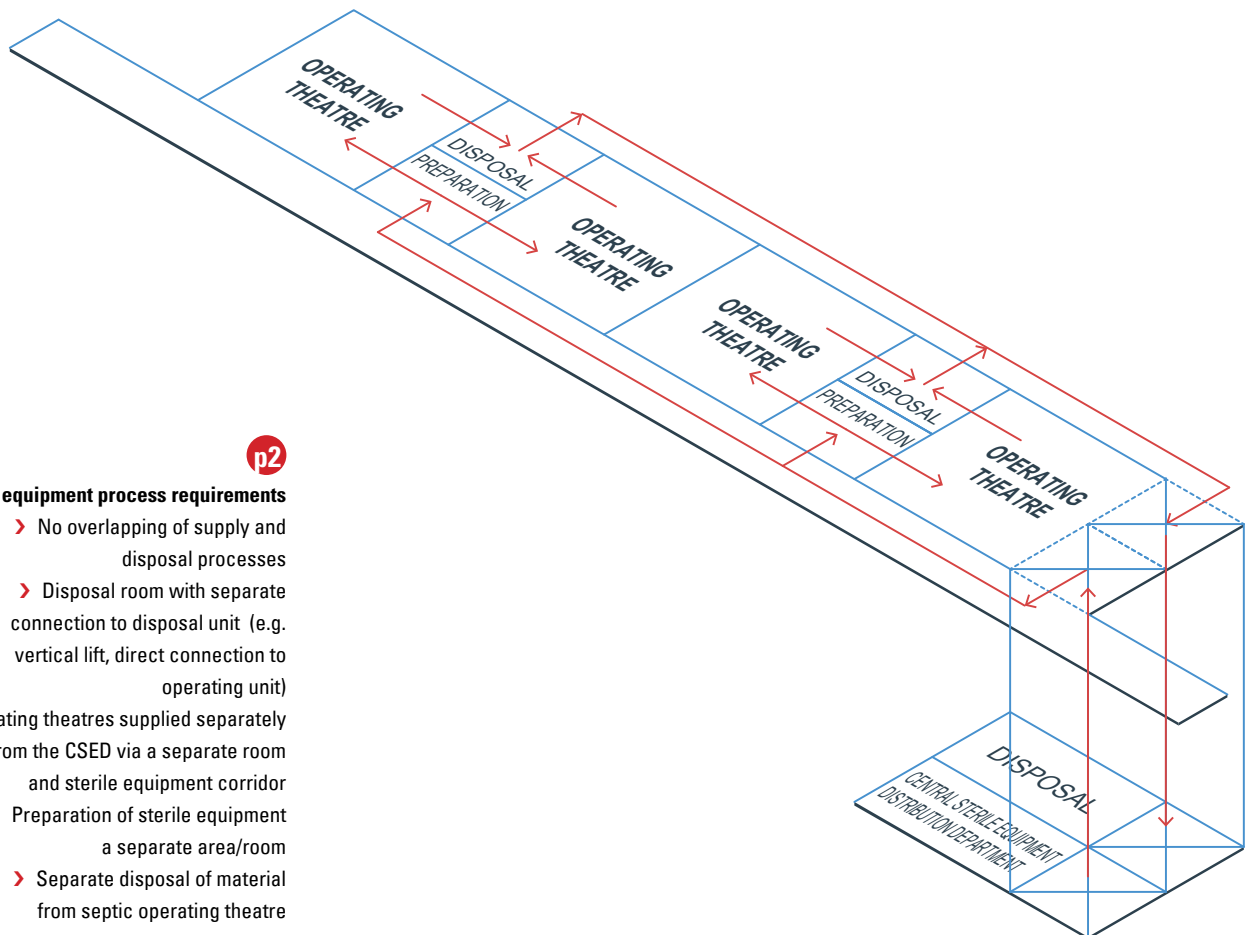 OPERATING
THEATRE
DISPOSAL
PREPARATION
OPERATING
THEATRE
OPERATING
THEATRE
DISPOSAL
PREPARATION
OPERATING
THEATRE
p2
equipment process requirements
› No overlapping of supply and
disposal processes
› Disposal room with separate
connection to disposal unit (e.g.
vertical lift, direct connection to
operating unit)
theatres supplied separately
from the CSED via a separate room
and sterile equipment corridor
Preparation of sterile equipment
a separate area/room
› Separate disposal of material
from septic operating theatre
DISPOSAL
CENTRAL STERILE EQUIPMENT
DISTRIBUTION DEPARTMENT